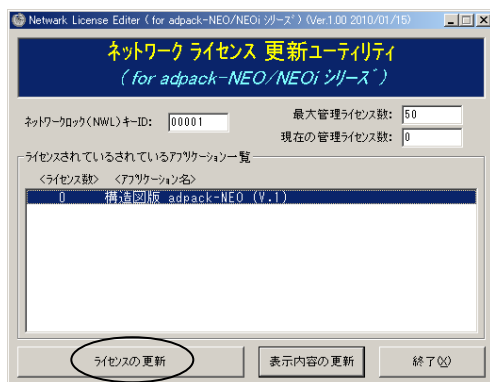 Netwark License Editer ( for adpack-NEO/NEOi ｼﾘｰｽﾞ ) (Ver.1.00 2010/01/15)
ネットワーク ライセンス 更新ユーティリティ
( for adpack-NEO/NEOi ｼﾘｰｽﾞ )
ﾈｯﾄﾜｰｸﾛｯｸ(NWL)キーID: 00001
最大管理ﾗｲｾﾝｽ数: 50
現在の管理ﾗｲｾﾝｽ数: 0
ﾗｲｾﾝｽされているされているｱﾌﾟﾘｹｰｼｮﾝ一覧
<ﾗｲｾﾝｽ数> <ｱﾌﾟﾘｹｰｼｮﾝ名>
0 構造図版 adpack-NEO (V.1)
ﾗｲｾﾝｽの更新 表示内容の更新 終了(X)